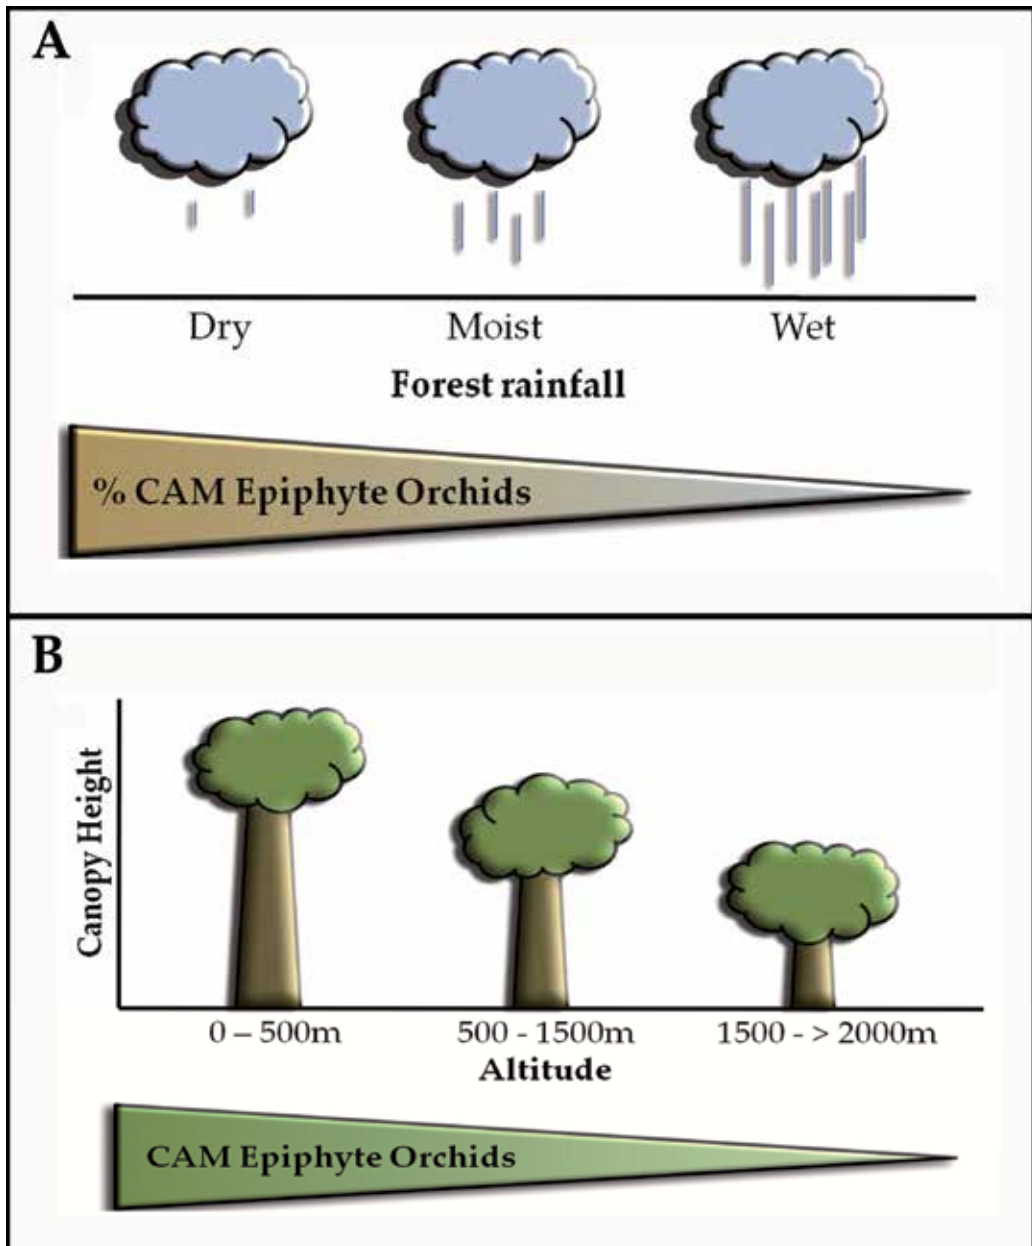 A
Dry Moist Wet
Forest rainfall
% CAM Epiphyte Orchids
B
Canopy Height
0 – 500m 500 - 1500m 1500 - > 2000m
Altitude
CAM Epiphyte Orchids